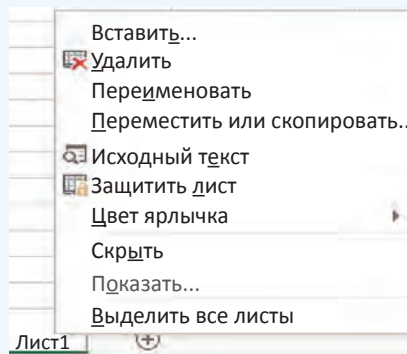 Вставить...
Удалить
Переименовать
Переместить или скопировать..
Исходный текст
Защитить лист
Цвет ярлычка
Скрыть
Показать...
Выделить все листы
Лист1